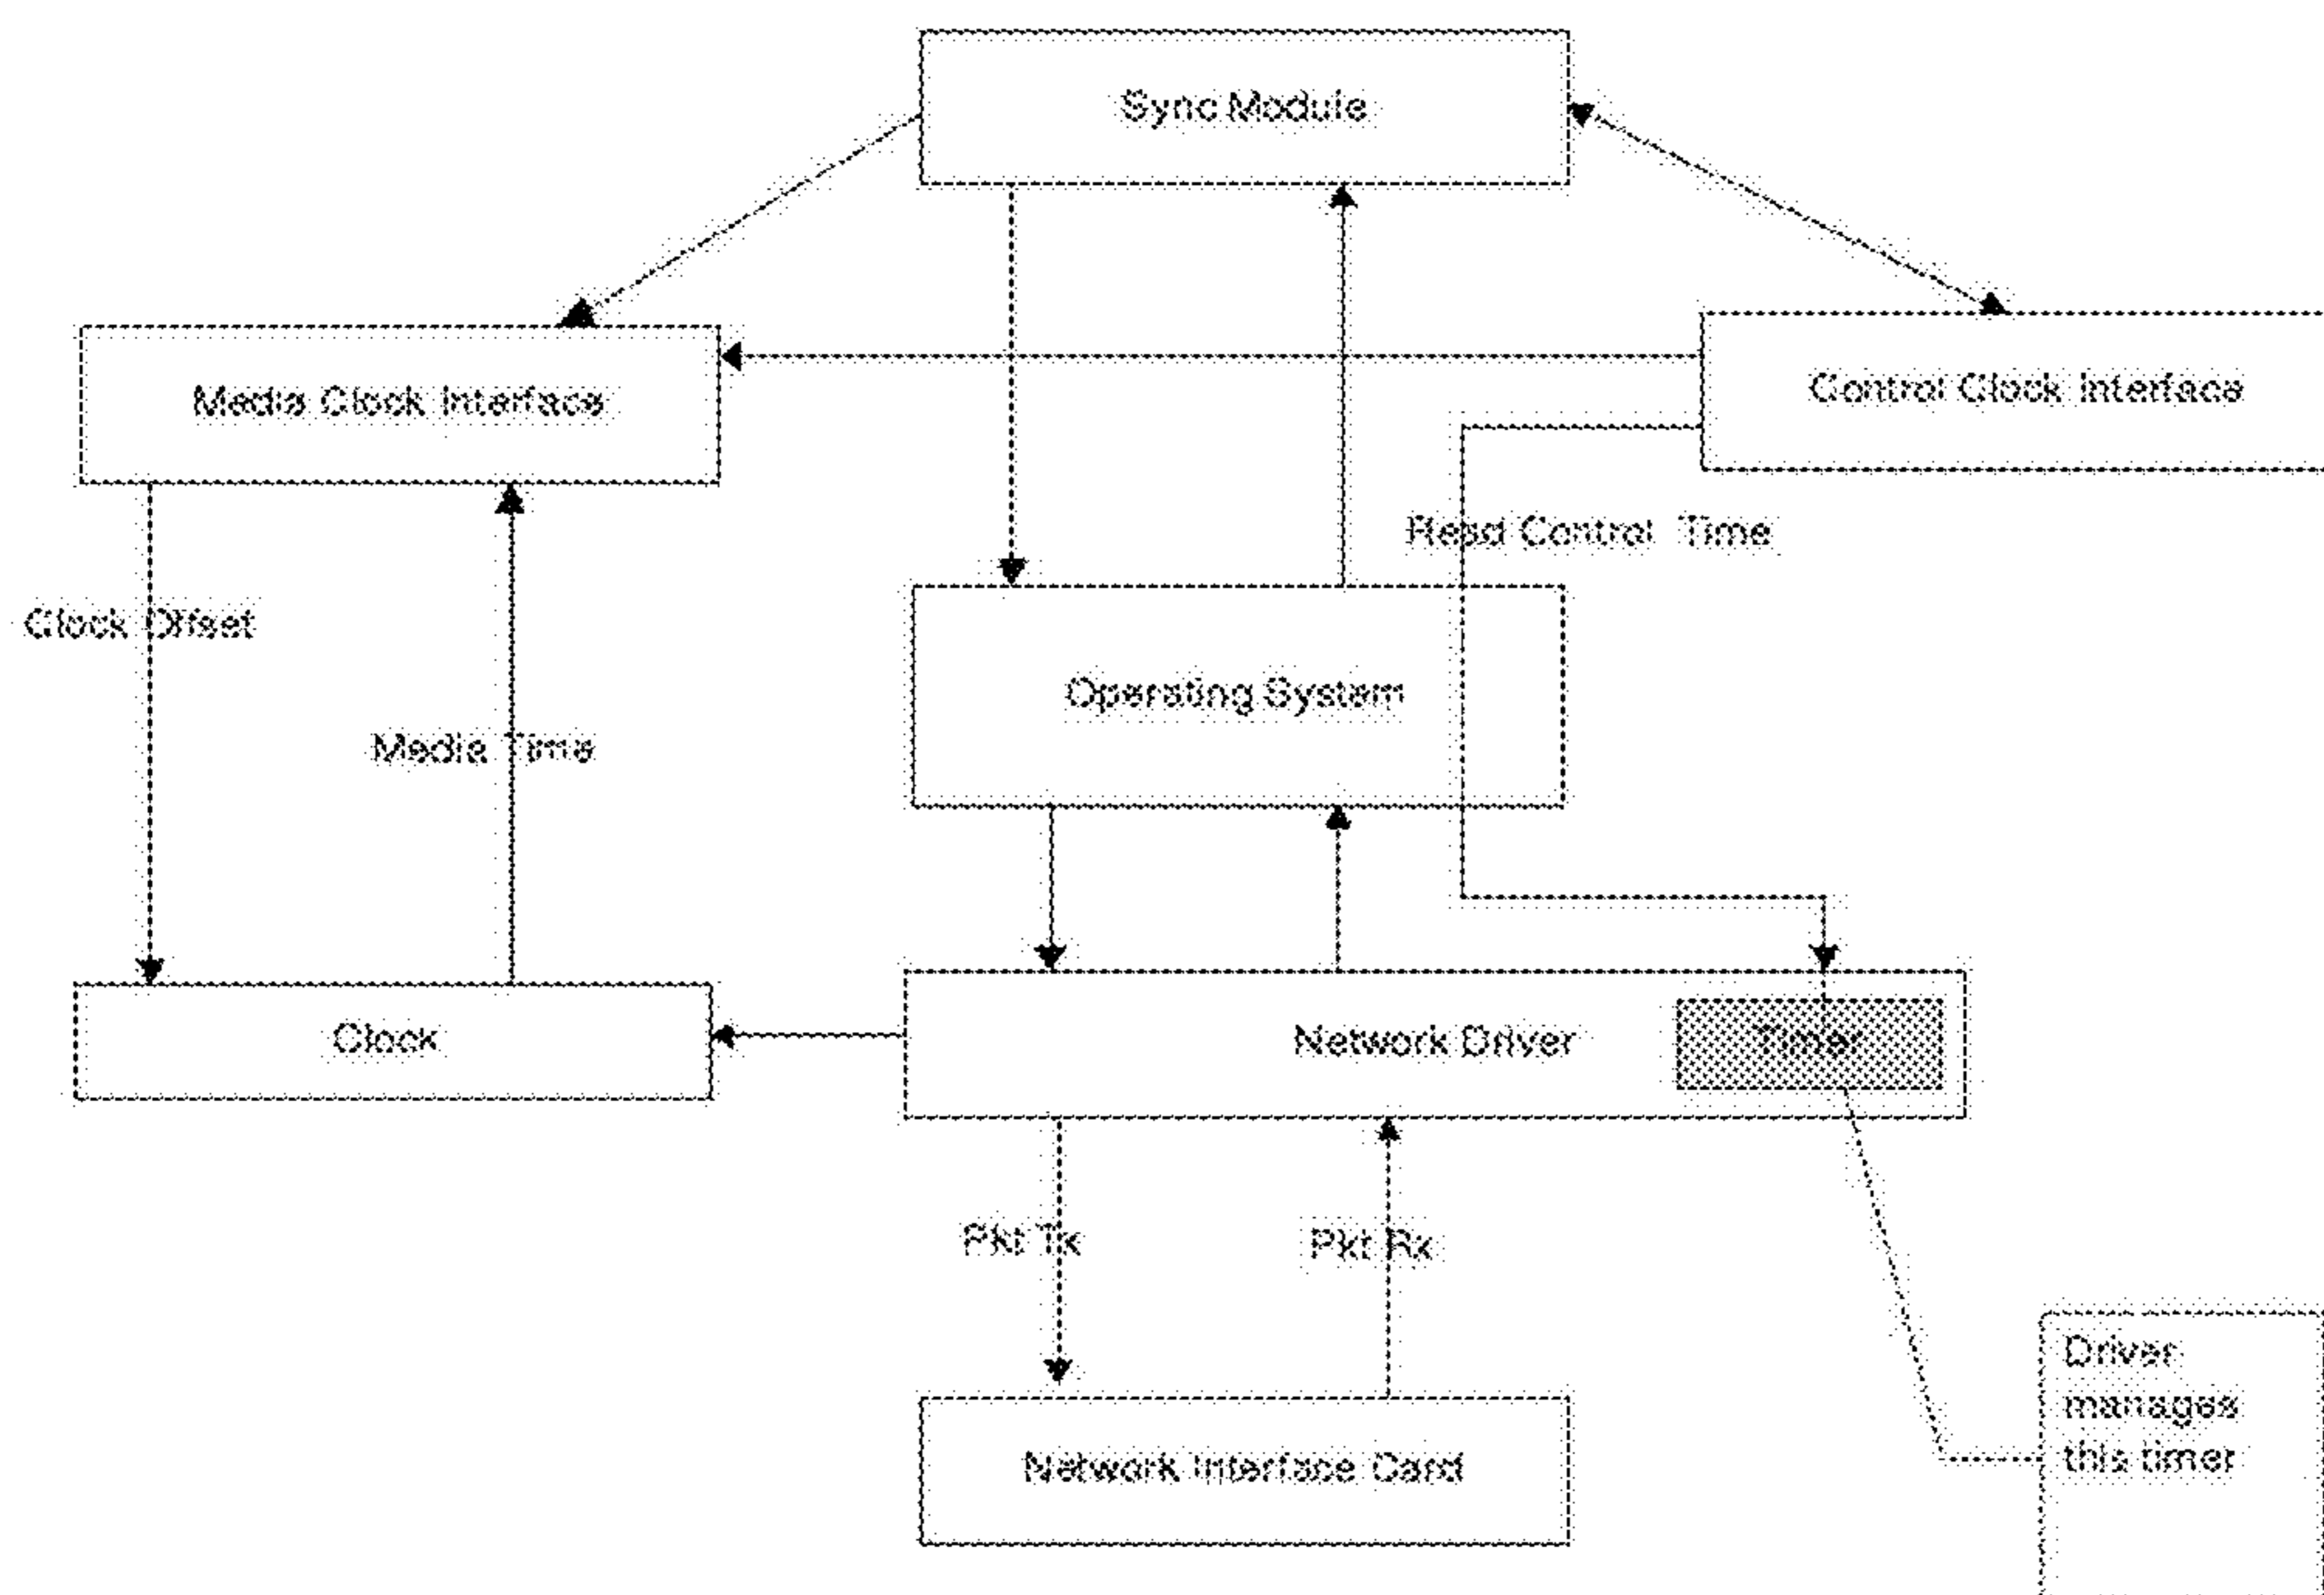 Sync Module
Media Clock Interface
Control Clock Interface
Read Control Time
Clock Offset
Operating System
Media Time
Clock
Network Driver
Timer
Pkt Tx
Pkt Rx
Driver
manages
this timer
Network Interface Card